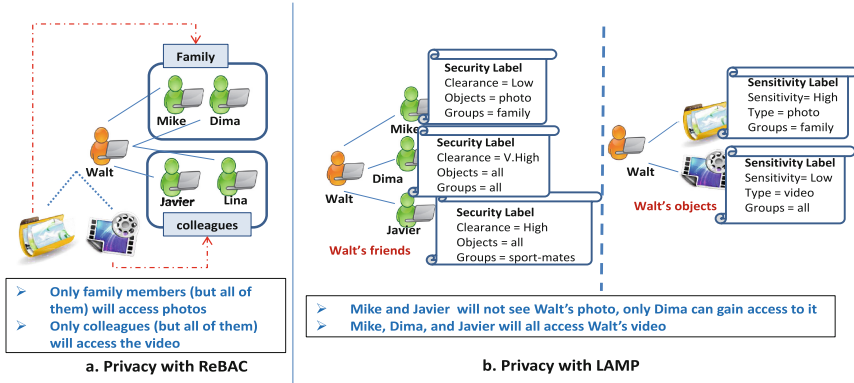 Family
Mike
Dima
Walt
Javier
Lina
colleagues
➢ Only family members (but all of
them) will access photos
➢ Only colleagues (but all of them)
will access the video
a. Privacy with ReBAC
Security Label
Clearance = Low
Objects = photo
Groups = family
Mike
Security Label
Clearance = V.High
Objects = all
Groups = all
Dima
Walt
Security Label
Clearance = High
Objects = all
Groups = sport-mates
Javier
Walt's friends
Sensitivity Label
Sensitivity= High
Type = photo
Groups = family
Walt
Sensitivity Label
Sensitivity= Low
Type = video
Groups = all
Walt's objects
➢ Mike and Javier will not see Walt's photo, only Dima can gain access to it
➢ Mike, Dima, and Javier will all access Walt's video
b. Privacy with LAMP